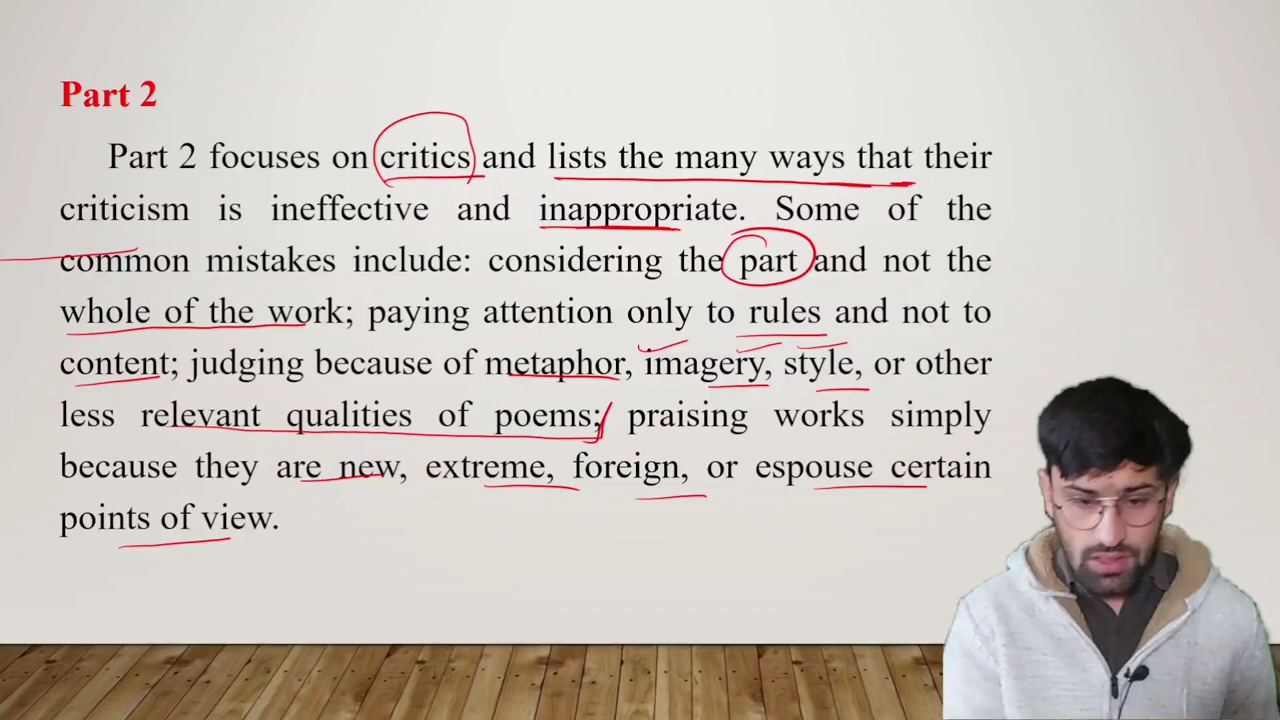 Part 2
Part 2 focuses on critics and lists the many ways that their
criticism is ineffective and inappropriate. Some of the
common mistakes include: considering the part and not the
whole of the work; paying attention only to rules and not to
content; judging because of metaphor, imagery, style, or other
less relevant qualities of poems; praising works simply
because they are new, extreme, foreign, or espouse certain
points of view.